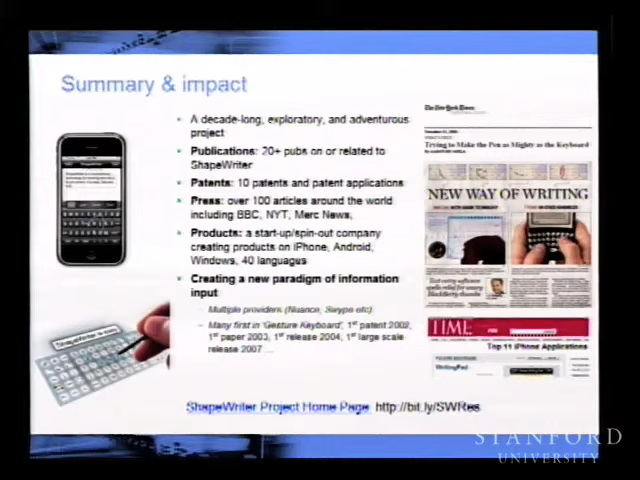 Summary & impact
A decade-long, exploratory, and adventurous
project
Publications: 20+ pubs on or related to
ShapeWriter
Patents: 10 patents and patent applications
Press: over 100 articles around the world
including BBC, NYT, Merc News,
Products: a start-up/spin-out company
creating products on iPhone, Android,
Windows, 40 languages
Creating a new paradigm of information
input
– Multiple providers (Nuance, Swype etc)
– Many first in 'Gesture Keyboard', 1st patent 2002,
1st paper 2003, 1st release 2004, 1st large scale
release 2007 ...
The New York Times
Trying to Make the Pen as Mighty as the Keyboard
NEW WAY OF WRITING
TIME
Top 11 iPhone Applications
WritingPad
ShapeWriter Project Home Page http://bit.ly/SWRes
STANFORD
UNIVERSITY